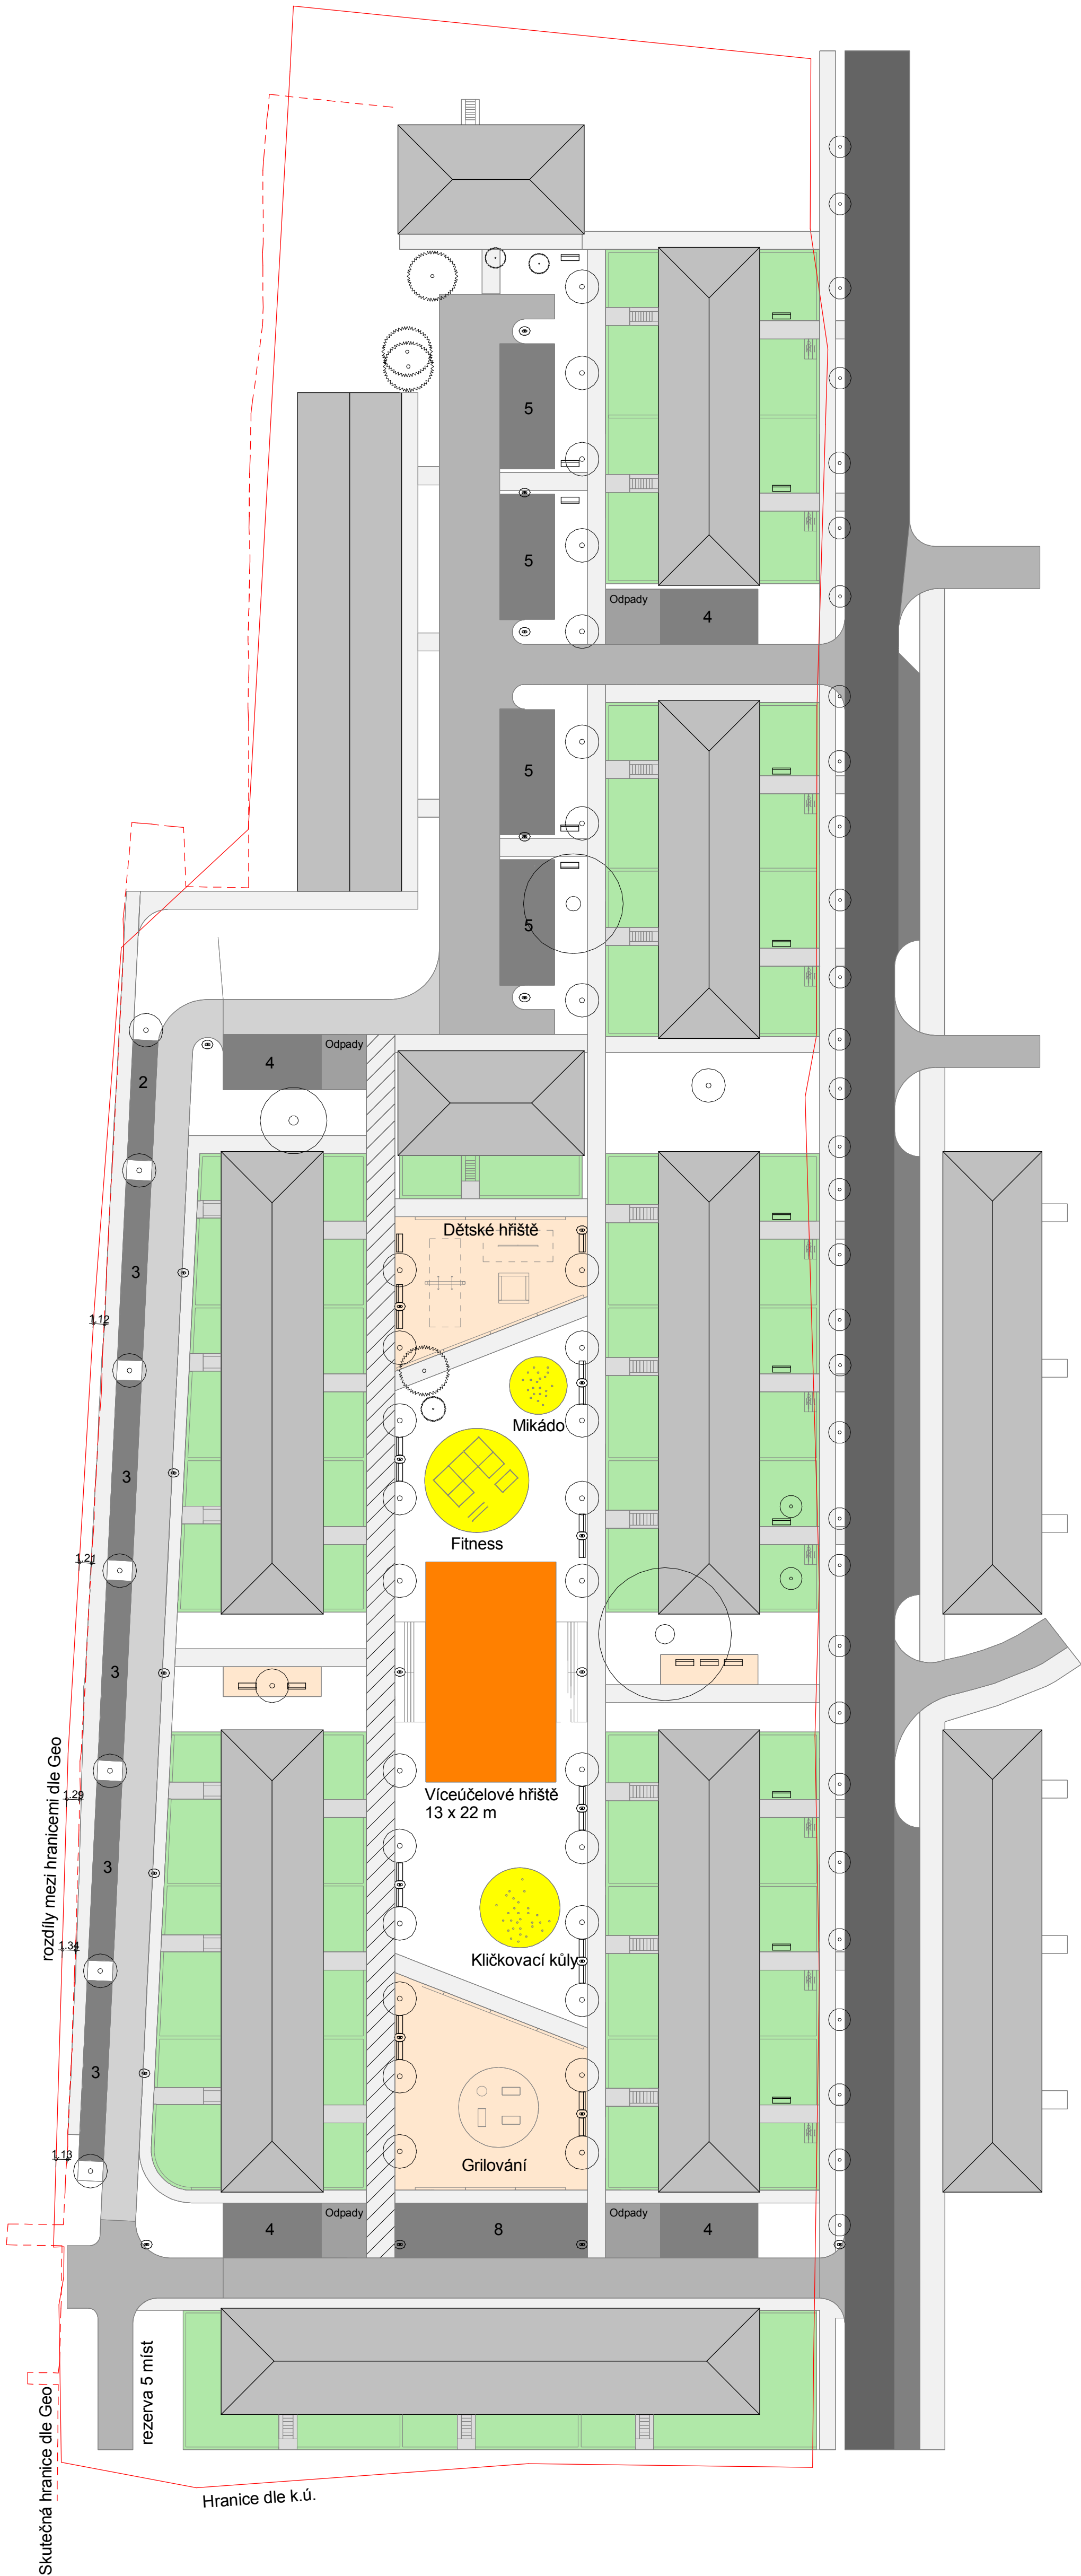 5
5
Odpady
4
5
5
Odpady
4
2
Dětské hřiště
3
1,12
Mikádo
3
Fitness
1,21
3
rozdíly mezi hranicemi dle Geo
1,29
Víceúčelové hřiště
13 x 22 m
3
1,34
Kličkovací kůly
3
1,13
Grilování
4
Odpady
8
Odpady
4
rezerva 5 míst
Skutečná hranice dle Geo
Hranice dle k.ú.